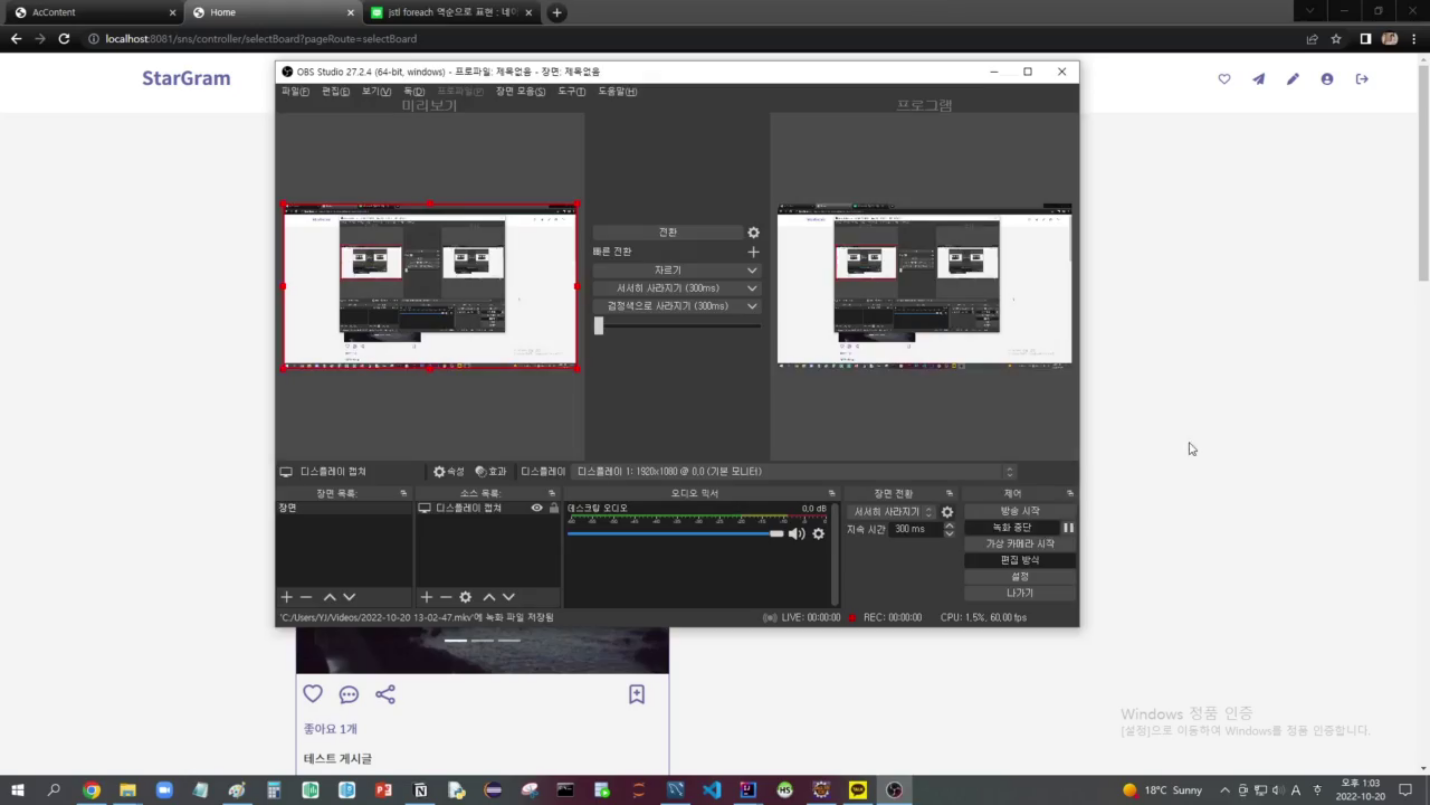 AcContent
Home
jstl foreach 역순으로 표현 : 네이
localhost:8081/sns/controller/selectBoard?pageRoute=selectBoard
StarGram
OBS Studio 27.2.4 (64-bit, windows) - 프로파일: 제목없음 - 장면: 제목없음
파일(F) 편집(E) 보기(V) 독(D) 프로파일(P) 장면 모음(S) 도구(T) 도움말(H)
미리보기
프로그램
전환
빠른 전환
자르기
서서히 사라지기 (300ms)
검정색으로 사라지기 (300ms)
디스플레이 캡쳐
속성
효과
디스플레이
디스플레이 1: 1920x1080 @ 0,0 (기본 모니터)
장면 목록:
소스 목록:
오디오 믹서
장면 전환
제어
장면
디스플레이 캡쳐
데스크탑 오디오
0.0 dB
서서히 사라지기
지속 시간 300 ms
방송 시작
녹화 중단
가상 카메라 시작
편집 방식
설정
나가기
'C:/Users/YJ/Videos/2022-10-20 13-02-47.mkv'에 녹화 파일 저장됨
LIVE: 00:00:00
REC: 00:00:00
CPU: 1.5%, 60.00 fps
좋아요 1개
테스트 게시글
Windows 정품 인증
[설정]으로 이동하여 Windows를 정품 인증합니다.
18°C Sunny
A
오후 1:03
2022-10-20